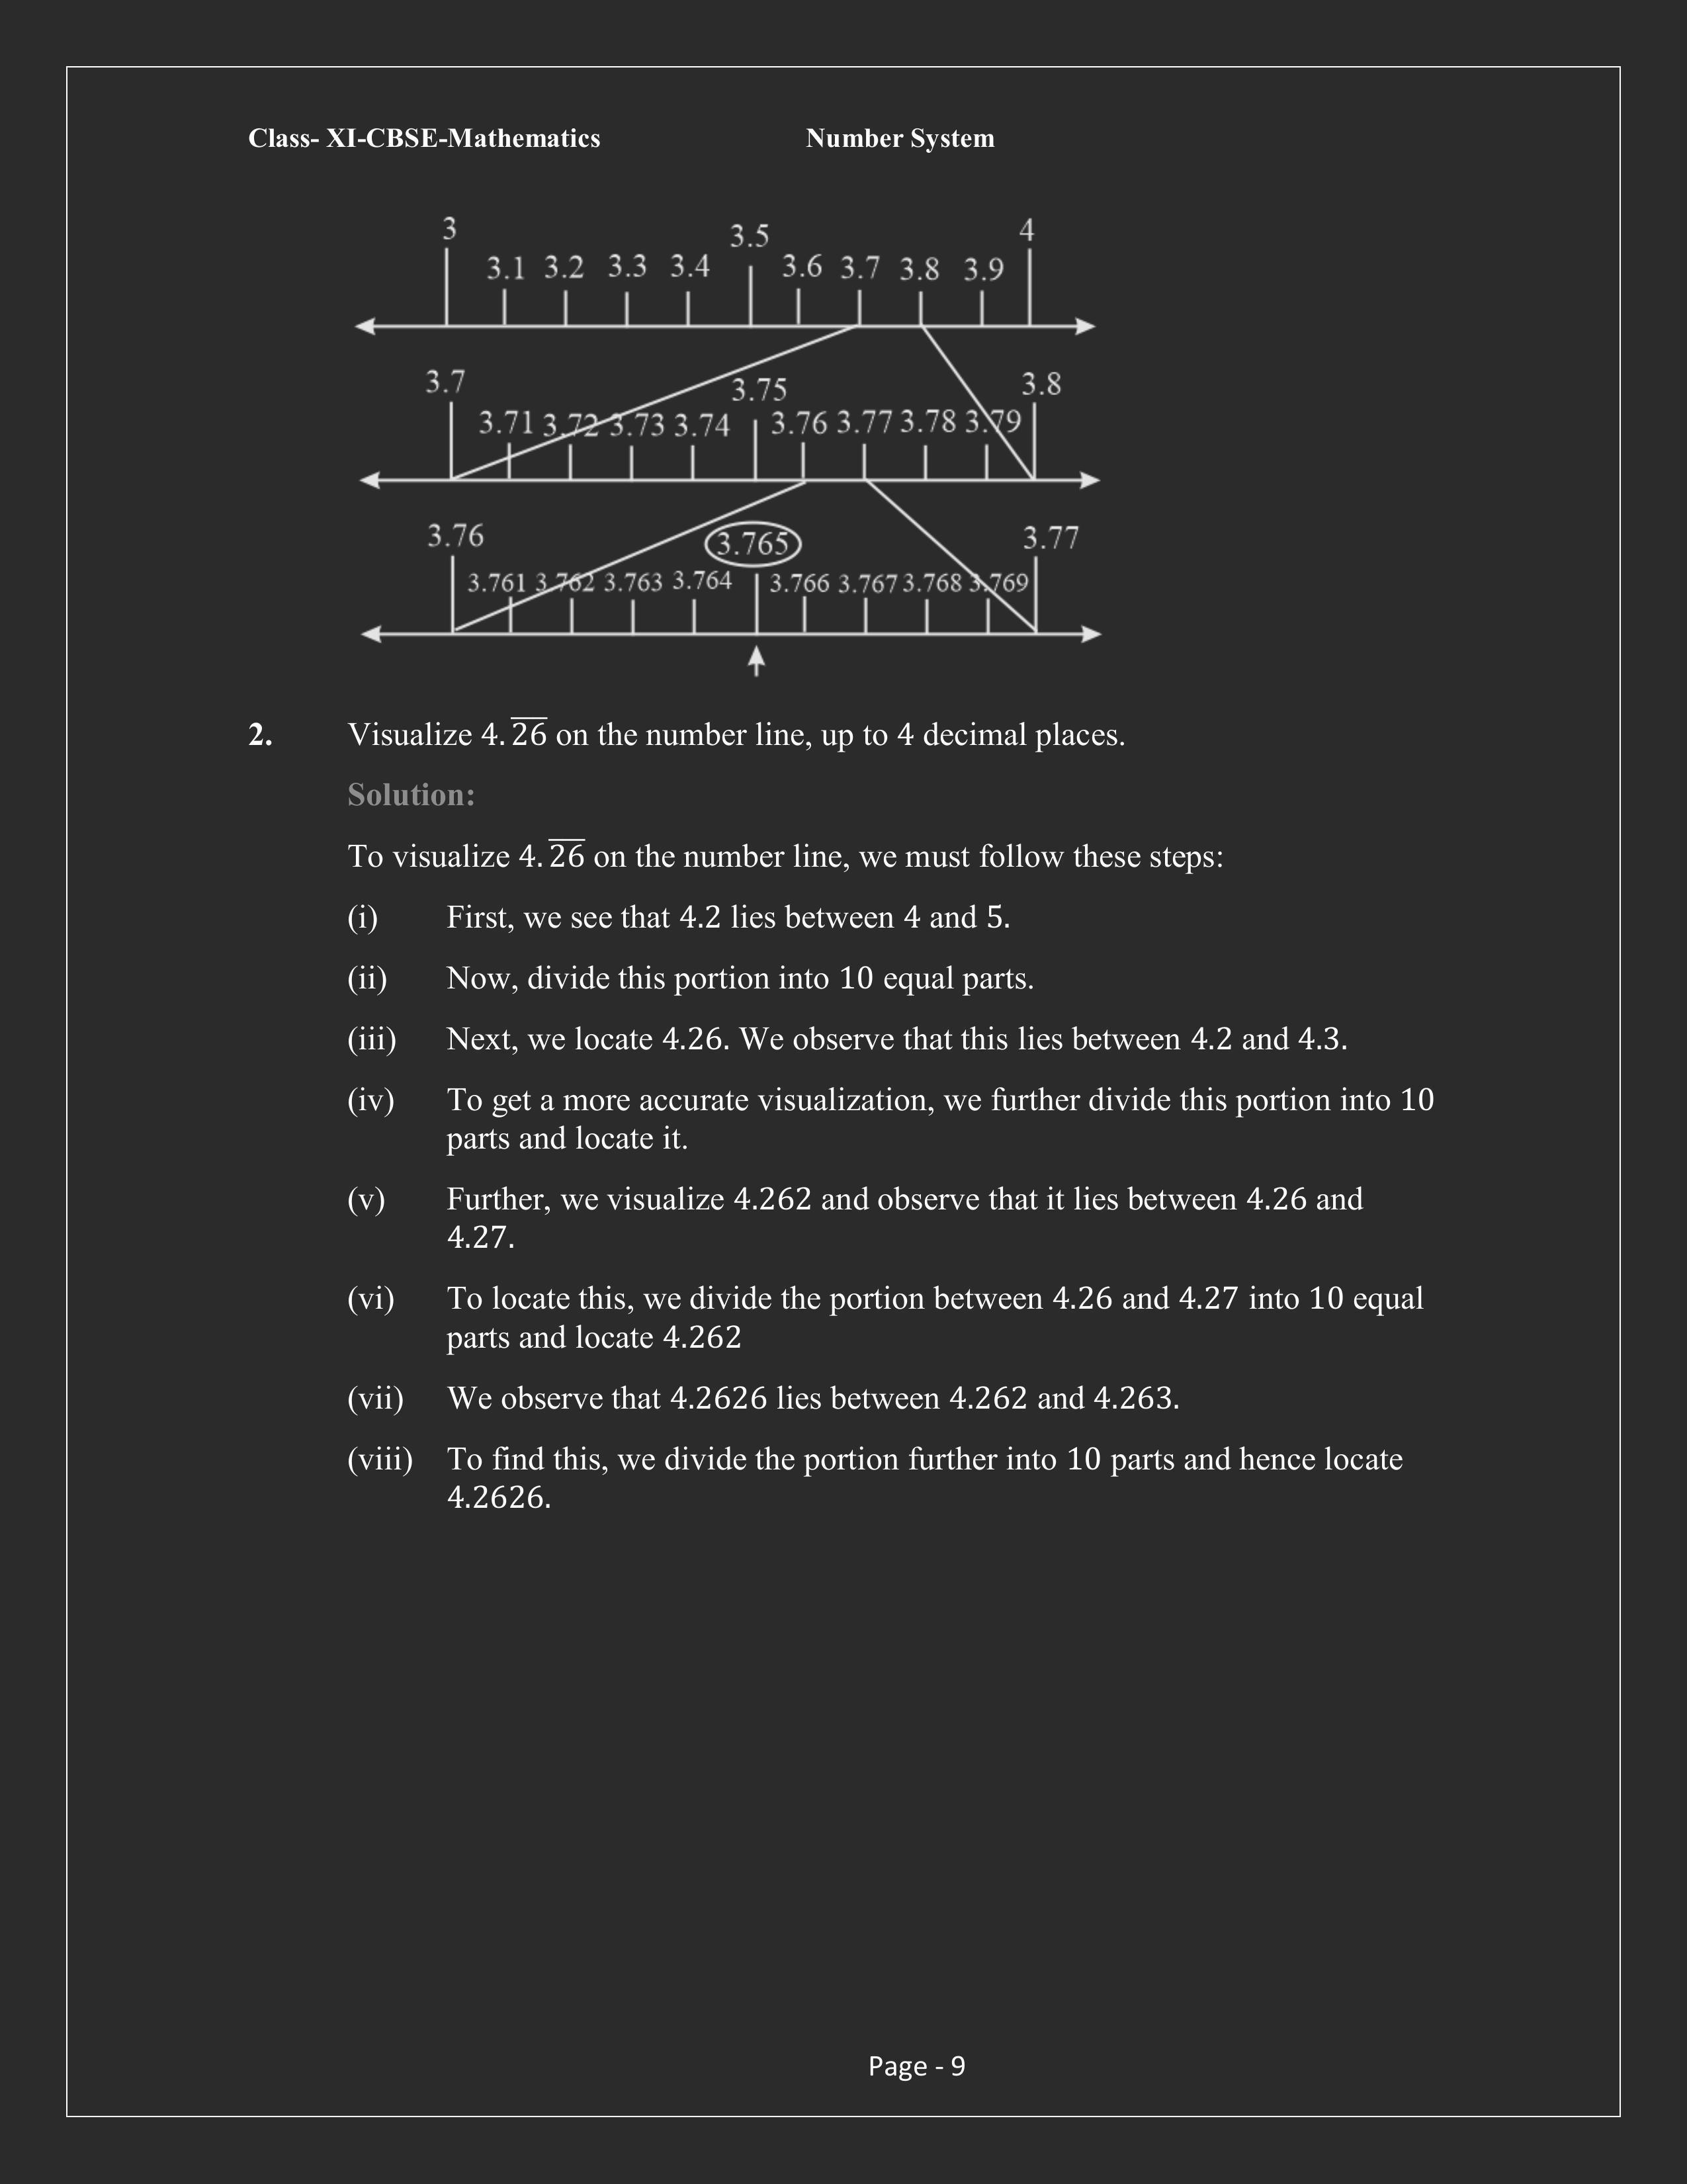 Class- XI-CBSE-Mathematics Number System
3 3.1 3.2 3.3 3.4 3.5 3.6 3.7 3.8 3.9 4
3.7 3.71 3.72 3.73 3.74 3.75 3.76 3.77 3.78 3.79 3.8
3.76 3.761 3.762 3.763 3.764 3.765 3.766 3.767 3.768 3.769 3.77
2. Visualize 4.2̅6̅ on the number line, up to 4 decimal places.
Solution:
To visualize 4.2̅6̅ on the number line, we must follow these steps:
(i) First, we see that 4.2 lies between 4 and 5.
(ii) Now, divide this portion into 10 equal parts.
(iii) Next, we locate 4.26. We observe that this lies between 4.2 and 4.3.
(iv) To get a more accurate visualization, we further divide this portion into 10
parts and locate it.
(v) Further, we visualize 4.262 and observe that it lies between 4.26 and
4.27.
(vi) To locate this, we divide the portion between 4.26 and 4.27 into 10 equal
parts and locate 4.262
(vii) We observe that 4.2626 lies between 4.262 and 4.263.
(viii) To find this, we divide the portion further into 10 parts and hence locate
4.2626.
Page - 9